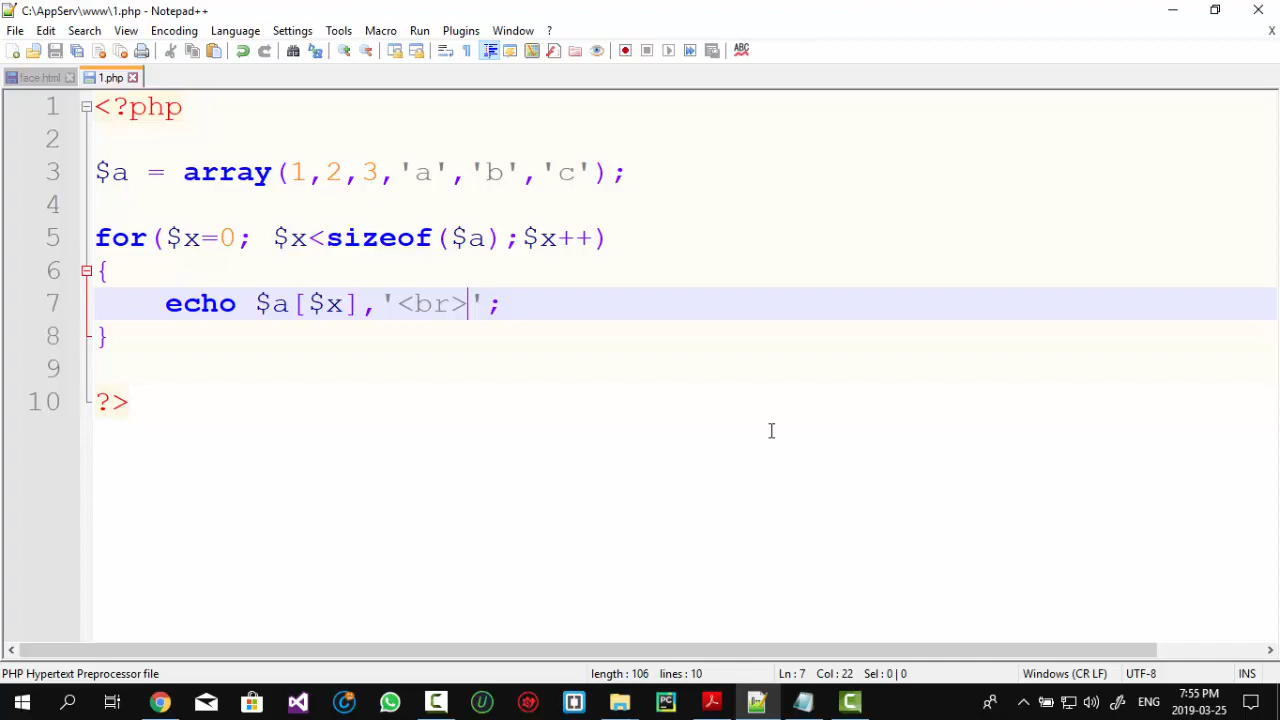 C:\AppServ\www\1.php - Notepad++
File Edit Search View Encoding Language Settings Tools Macro Run Plugins Window ? X
ABC
face.html 1.php
1 <?php
2
3 $a = array(1,2,3,'a','b','c');
4
5 for($x=0; $x<sizeof($a);$x++)
6 {
7 echo $a[$x],'<br>';
8 }
9
10 ?>
PHP Hypertext Preprocessor file length : 106 lines : 10 Ln : 7 Col : 22 Sel : 0 | 0 Windows (CR LF) UTF-8 INS
ENG 7:55 PM
2019-03-25